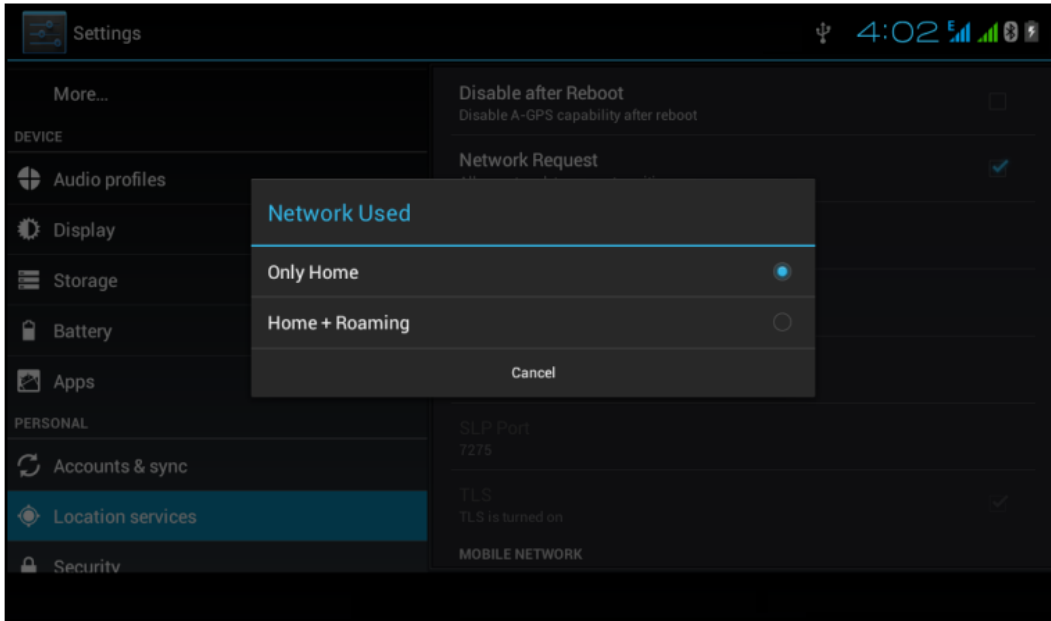 Settings
4:02
E
More...
DEVICE
Audio profiles
Display
Storage
Battery
Apps
PERSONAL
Accounts & sync
Location services
Security
Disable after Reboot
Disable A-GPS capability after reboot
Network Request
Network Used
Only Home
Home + Roaming
Cancel
SLP Port
7275
TLS
TLS is turned on
MOBILE NETWORK